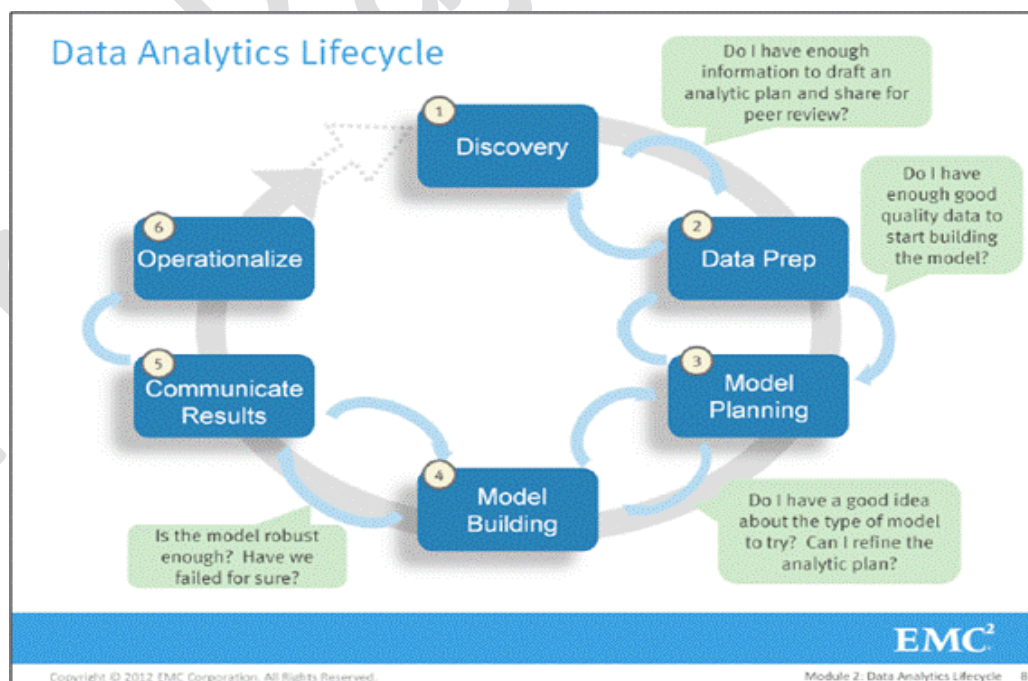 Data Analytics Lifecycle
Do I have enough
information to draft an
analytic plan and share for
peer review?
1
Discovery
Do I have
enough good
quality data to
start building
the model?
2
Data Prep
6
Operationalize
3
Model
Planning
5
Communicate
Results
4
Model
Building
Do I have a good idea
about the type of model
to try? Can I refine the
analytic plan?
Is the model robust
enough? Have we
failed for sure?
EMC²
Copyright © 2012 EMC Corporation. All Rights Reserved.
Module 2: Data Analytics Lifecycle 8